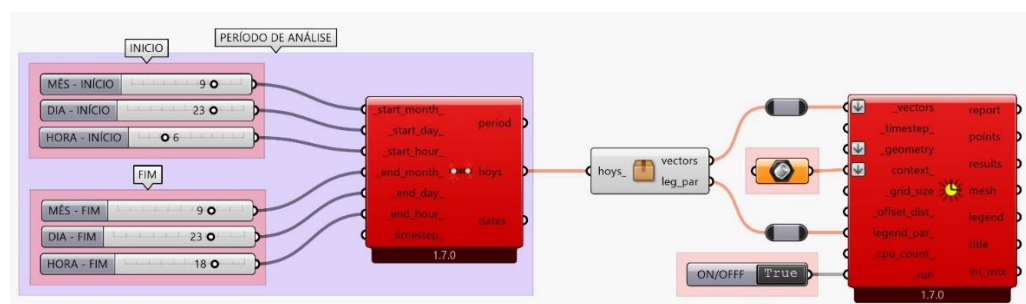 PERÍODO DE ANÁLISE
INICIO
MÊS - INÍCIO 9
DIA - INÍCIO 23
HORA - INÍCIO 6
FIM
MÊS - FIM 9
DIA - FIM 23
HORA - FIM 18
_start_month_
_start_day_
_start_hour_
_end_month_
_end_day_
_end_hour_
_timestep_
period
hoys
dates
1.7.0
hoys_
vectors
leg_par
ON/OFFF True
_vectors
_timestep_
_geometry
context_
_grid_size
_offset_dist_
legend_par_
_cpu_count_
_run
report
points
results
mesh
legend
title
int_mtx
1.7.0